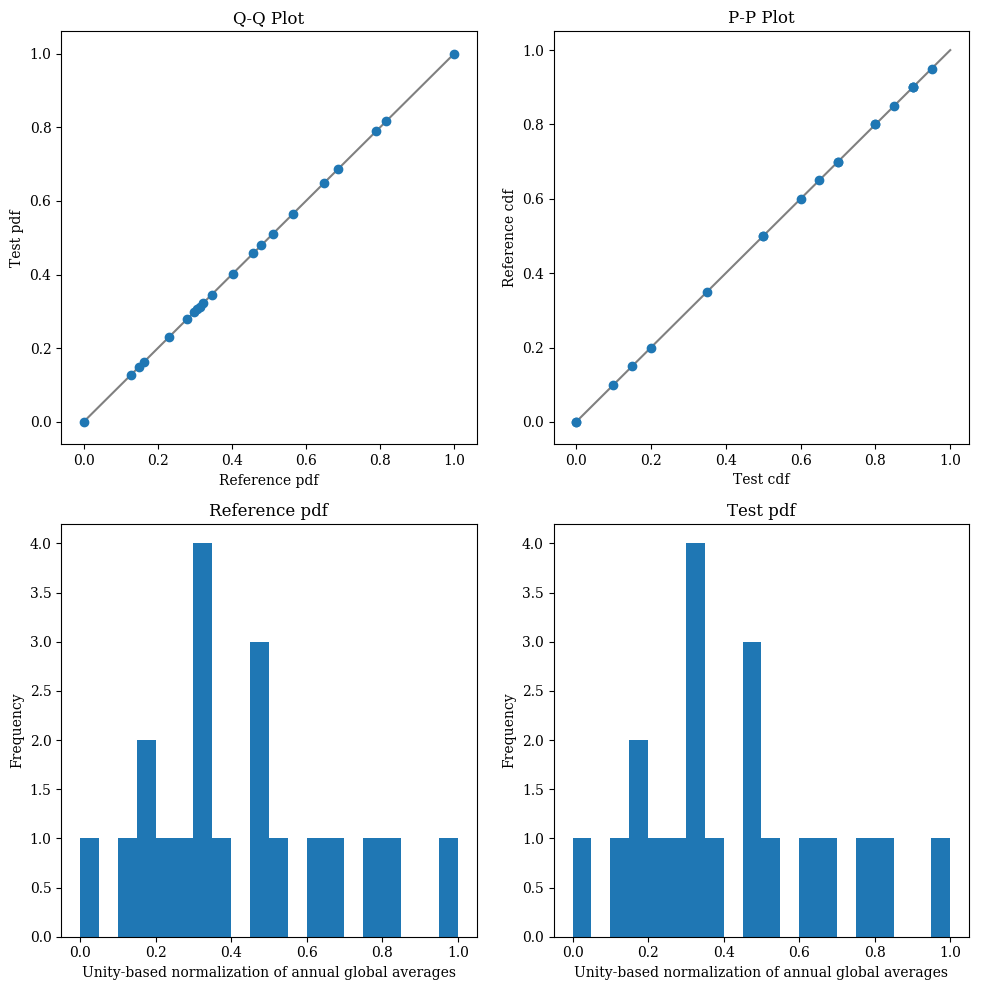 Q-Q Plot
1.0
0.8
0.6
0.4
0.2
0.0
Test pdf
0.0 0.2 0.4 0.6 0.8 1.0
Reference pdf
P-P Plot
1.0
0.8
0.6
0.4
0.2
0.0
Reference cdf
0.0 0.2 0.4 0.6 0.8 1.0
Test cdf
Reference pdf
4.0
3.5
3.0
2.5
2.0
1.5
1.0
0.5
0.0
Frequency
0.0 0.2 0.4 0.6 0.8 1.0
Unity-based normalization of annual global averages
Test pdf
4.0
3.5
3.0
2.5
2.0
1.5
1.0
0.5
0.0
Frequency
0.0 0.2 0.4 0.6 0.8 1.0
Unity-based normalization of annual global averages